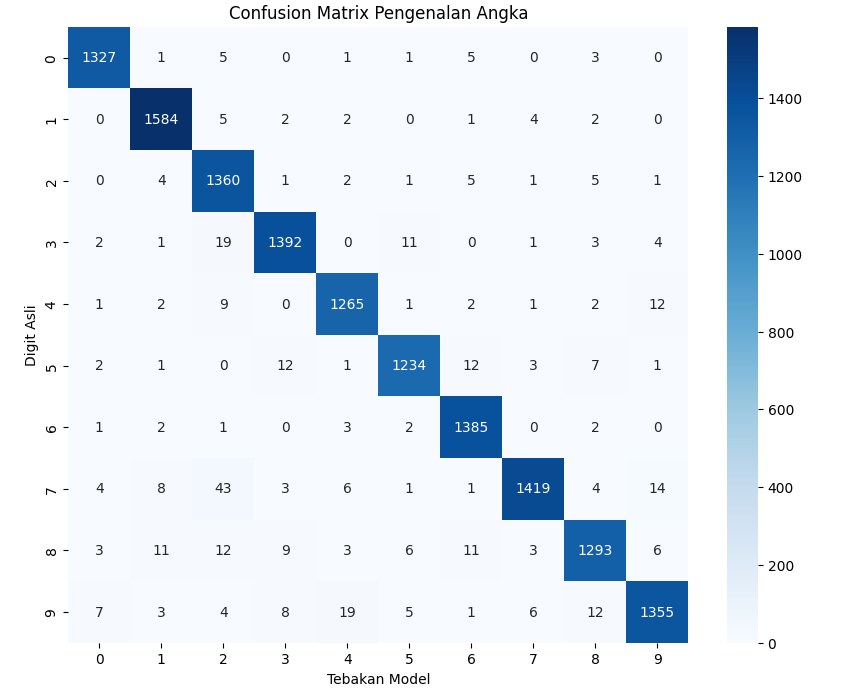 Confusion Matrix Pengenalan Angka
Digit Asli
0 1327 1 5 0 1 1 5 0 3 0
1 0 1584 5 2 2 0 1 4 2 0
2 0 4 1360 1 2 1 5 1 5 1
3 2 1 19 1392 0 11 0 1 3 4
4 1 2 9 0 1265 1 2 1 2 12
5 2 1 0 12 1 1234 12 3 7 1
6 1 2 1 0 3 2 1385 0 2 0
7 4 8 43 3 6 1 1 1419 4 14
8 3 11 12 9 3 6 11 3 1293 6
9 7 3 4 8 19 5 1 6 12 1355
0 1 2 3 4 5 6 7 8 9
Tebakan Model
1400
1200
1000
800
600
400
200
0